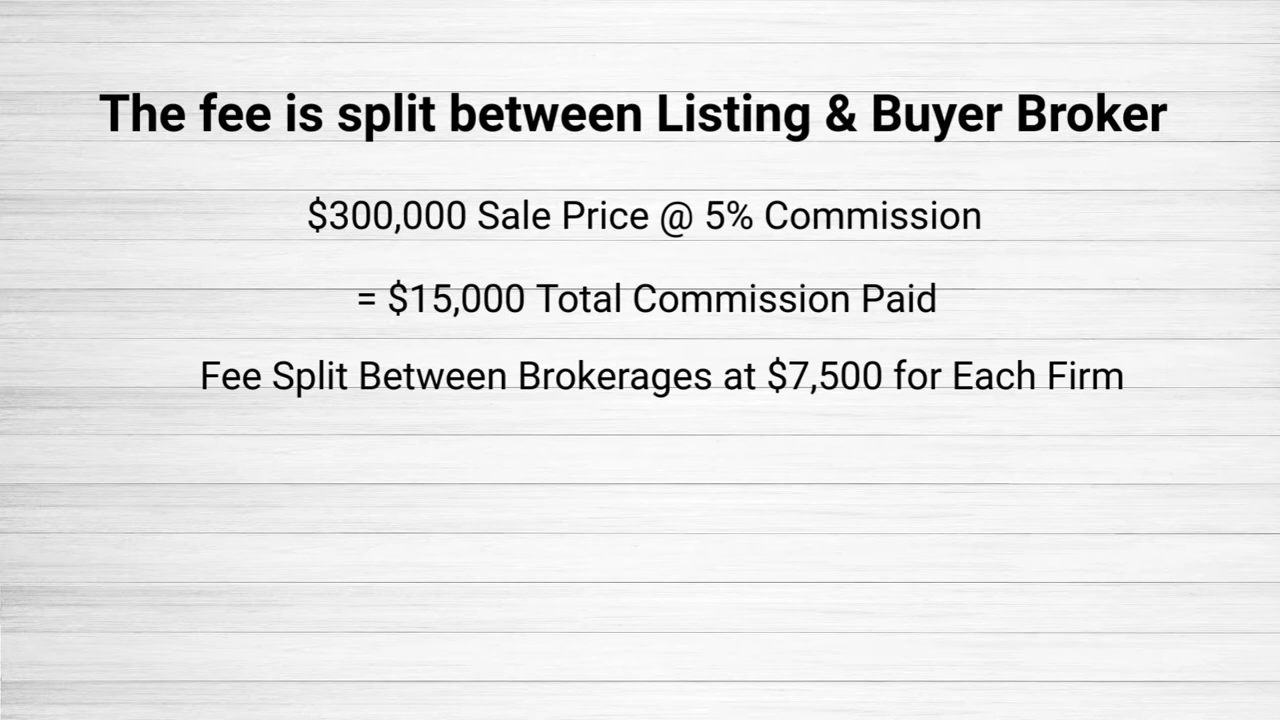 The fee is split between Listing & Buyer Broker
$300,000 Sale Price @ 5% Commission
= $15,000 Total Commission Paid
Fee Split Between Brokerages at $7,500 for Each Firm